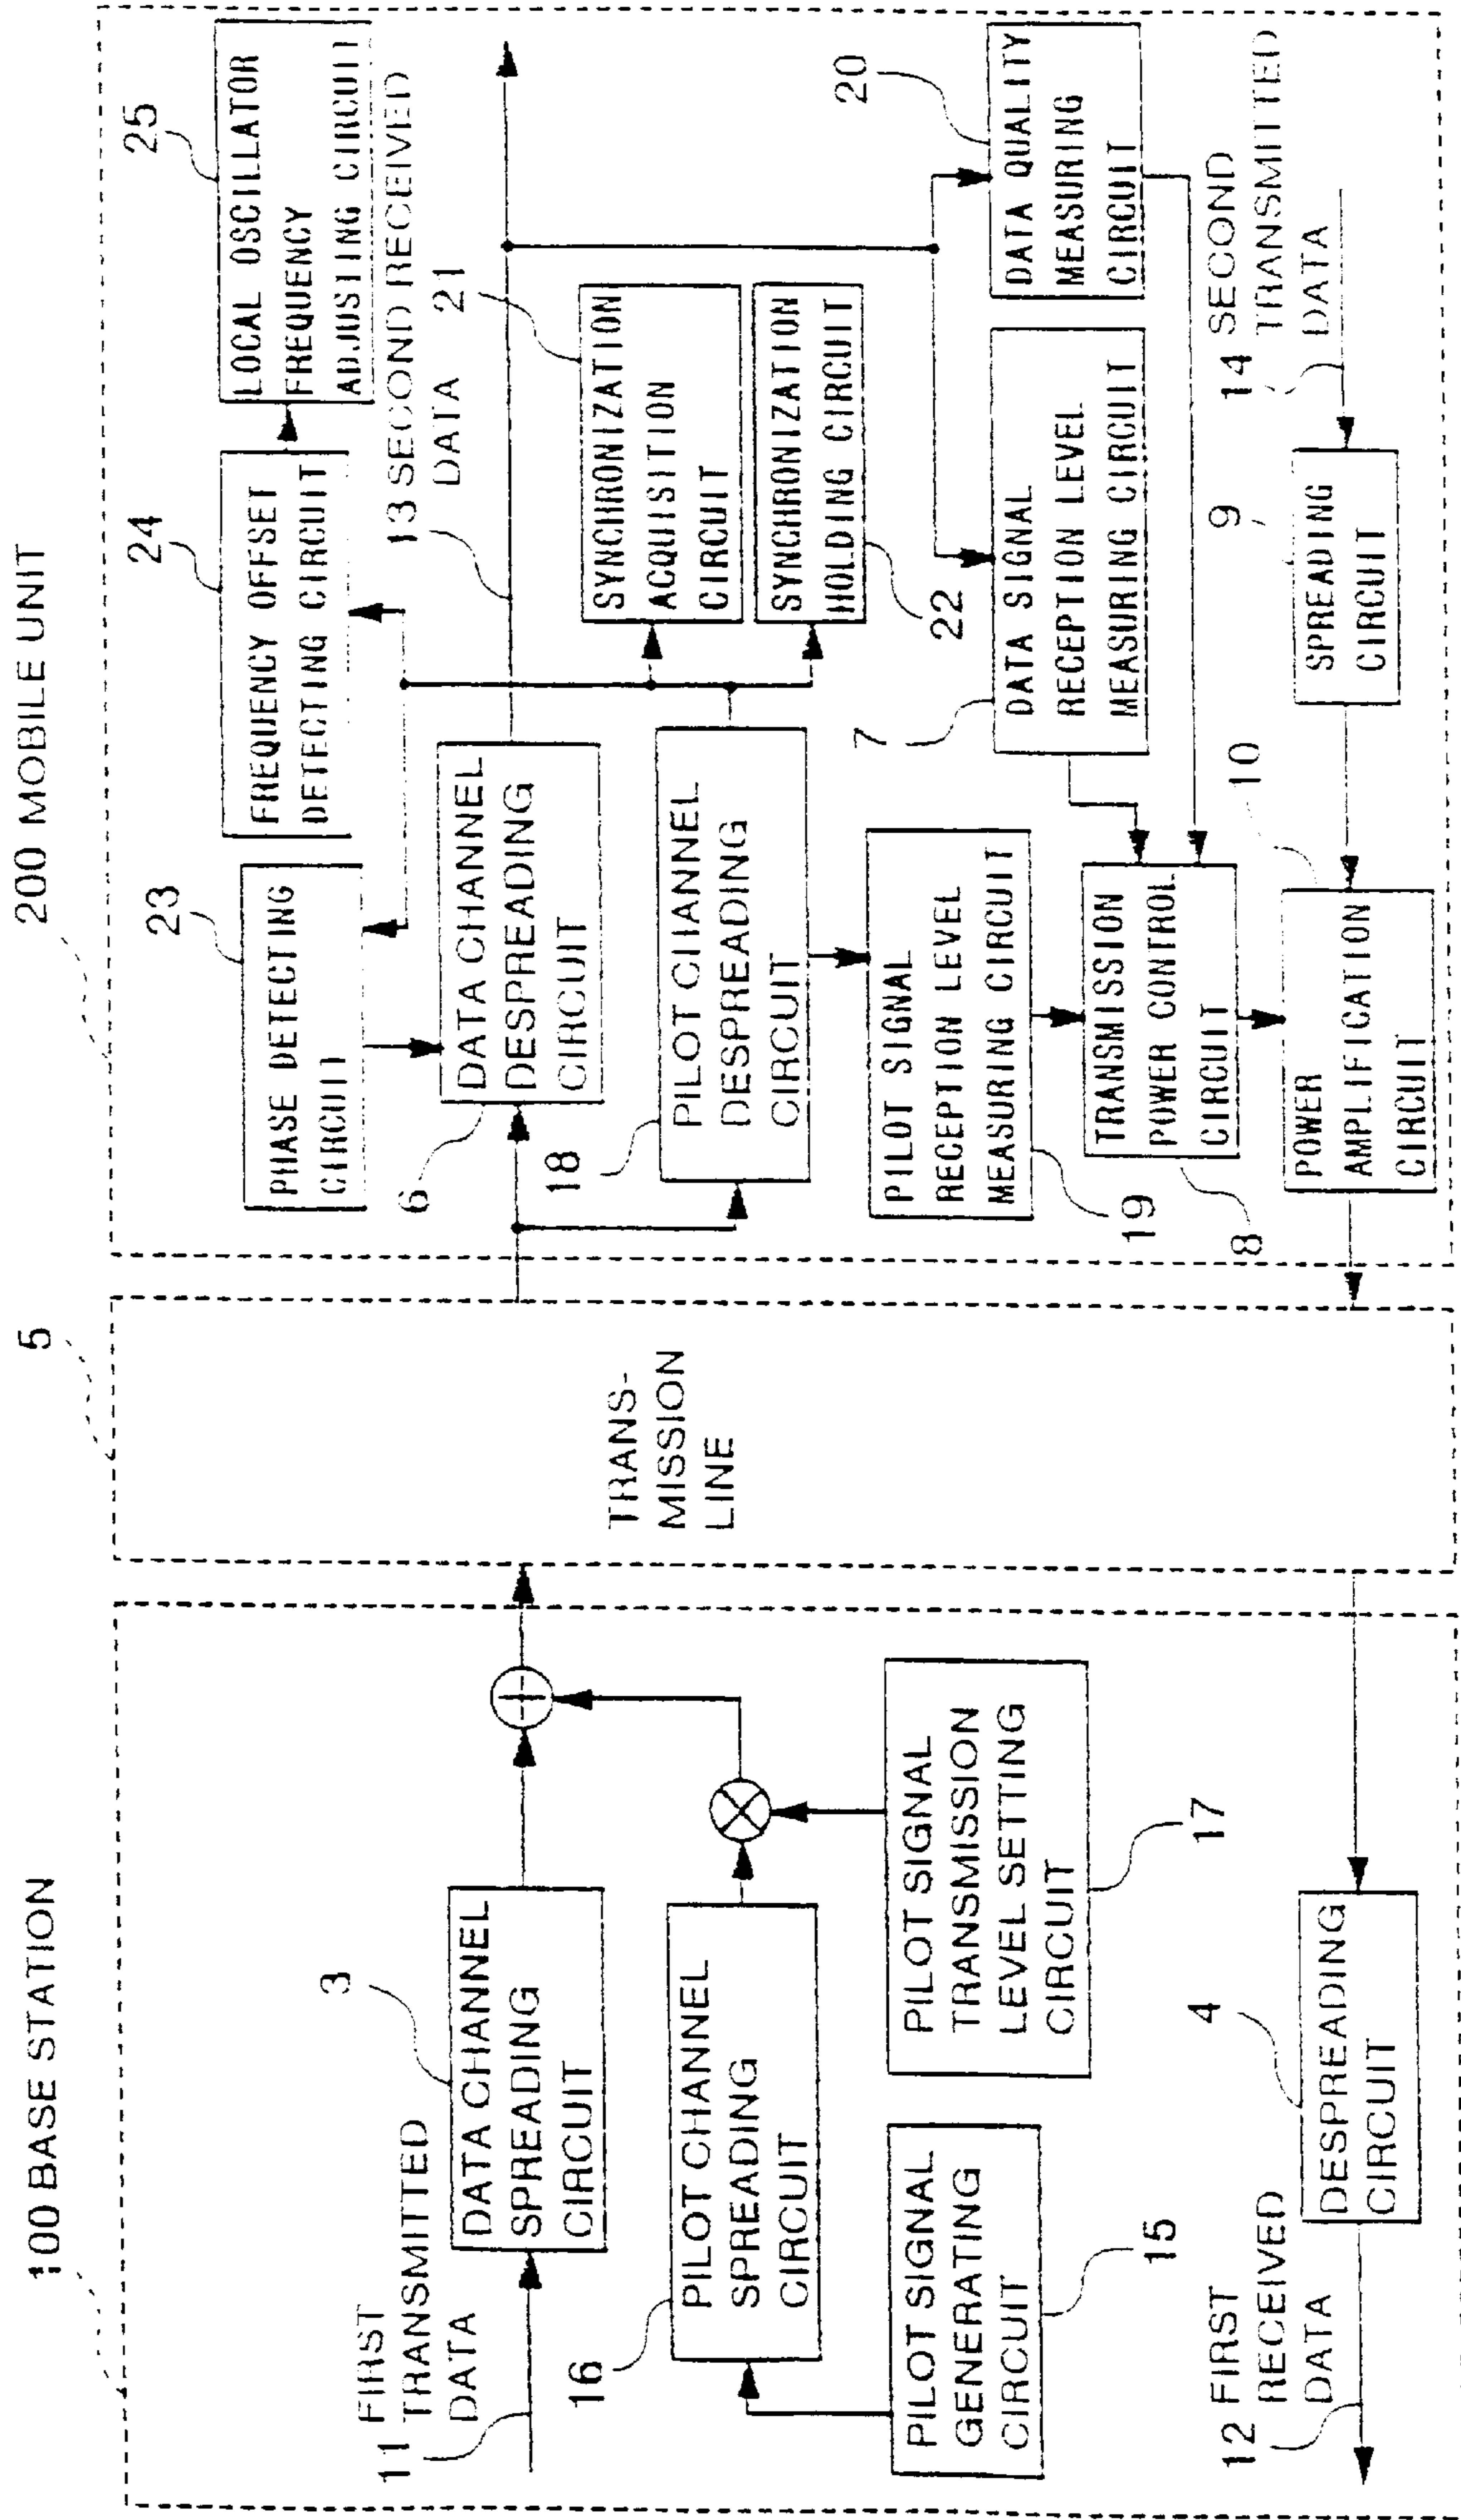 100 BASE STATION
5
200 MOBILE UNIT
FIRST
TRANSMITTED
DATA
11
3
DATA CHANNEL
SPREADING
CIRCUIT
16
PILOT CHANNEL
SPREADING
CIRCUIT
PILOT SIGNAL
GENERATING
CIRCUIT
15
PILOT SIGNAL
TRANSMISSION
LEVEL SETTING
CIRCUIT
17
12 FIRST
RECEIVED
DATA
4
DESPREADING
CIRCUIT
TRANS-
MISSION
LINE
23
PHASE DETECTING
CIRCUIT
24
FREQUENCY OFFSET
DETECTING CIRCUIT
25
LOCAL OSCILLATOR
FREQUENCY
ADJUSTING CIRCUIT
6
DATA CHANNEL
DESPREADING
CIRCUIT
13 SECOND RECEIVED
DATA
18
PILOT CHANNEL
DESPREADING
CIRCUIT
21
SYNCHRONIZATION
ACQUISITION
CIRCUIT
SYNCHRONIZATION
HOLDING CIRCUIT
22
PILOT SIGNAL
RECEPTION LEVEL
MEASURING CIRCUIT
19
7
DATA SIGNAL
RECEPTION LEVEL
MEASURING CIRCUIT
20
DATA QUALITY
MEASURING
CIRCUIT
TRANSMISSION
POWER CONTROL
CIRCUIT
8
10
POWER
AMPLIFICATION
CIRCUIT
9
SPREADING
CIRCUIT
14 SECOND
TRANSMITTED
DATA